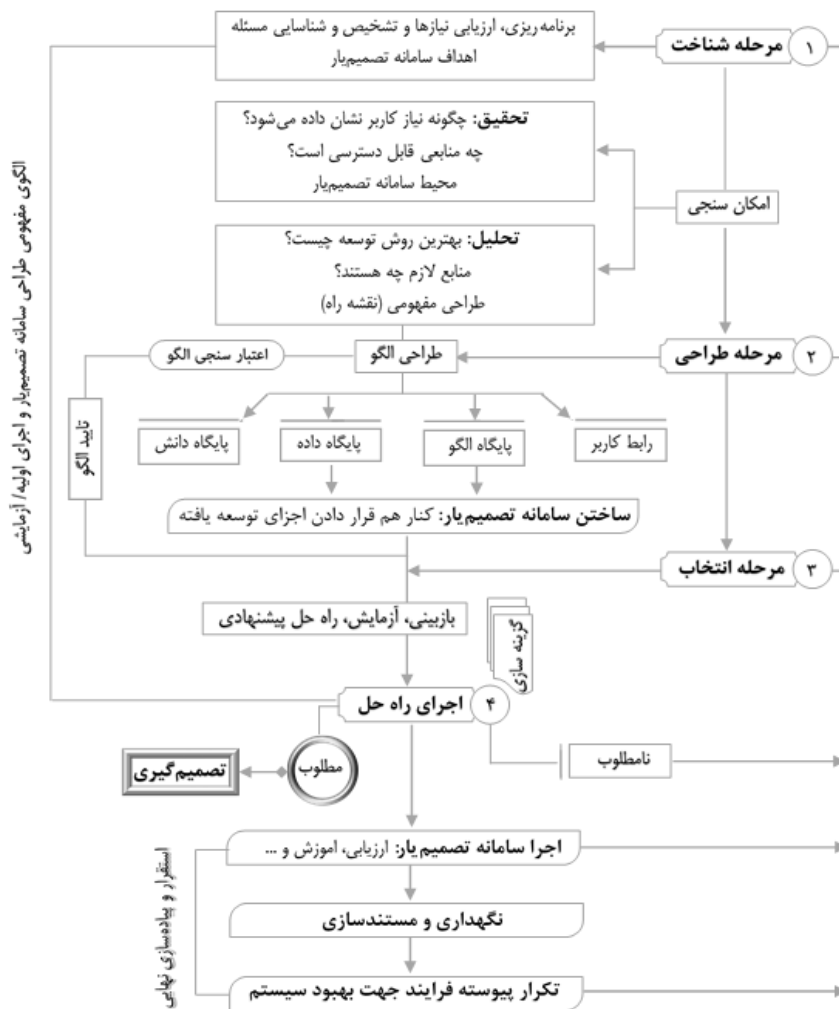 ۱
مرحله شناخت
برنامه‌ریزی، ارزیابی نیازها و تشخیص و شناسایی مسئله
اهداف سامانه تصمیم‌یار
تحقیق: چگونه نیاز کاربر نشان داده می‌شود؟
چه منابعی قابل دسترسی است؟
محیط سامانه تصمیم‌یار
امکان سنجی
تحلیل: بهترین روش توسعه چیست؟
منابع لازم چه هستند؟
طراحی مفهومی (نقشه راه)
۲
مرحله طراحی
طراحی الگو
اعتبار سنجی الگو
تایید الگو
رابط کاربر
پایگاه الگو
پایگاه داده
پایگاه دانش
ساختن سامانه تصمیم‌یار: کنار هم قرار دادن اجزای توسعه یافته
۳
مرحله انتخاب
بازبینی، آزمایش، راه حل پیشنهادی
گزینه سازی
۴
اجرای راه حل
نامطلوب
مطلوب
تصمیم‌گیری
اجرا سامانه تصمیم‌یار: ارزیابی، اموزش و ...
نگهداری و مستندسازی
تکرار پیوسته فرایند جهت بهبود سیستم
الگوی مفهومی طراحی سامانه تصمیم‌یار و اجرای اولیه/ آزمایشی
استقرار و پیاده‌سازی نهایی